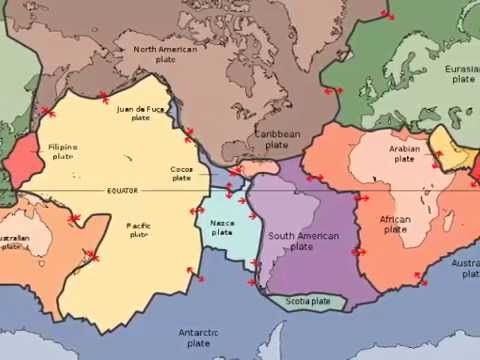 North American
plate
Eurasian
plate
Juan de Fuca
plate
Caribbean
plate
Filipino
plate
Arabian
plate
Cocos
plate
EQUATOR
Pacific
plate
Nazca
plate
South American
plate
African
plate
ustralian
plate
Austra
plat
Scotia plate
Antarctic
plate